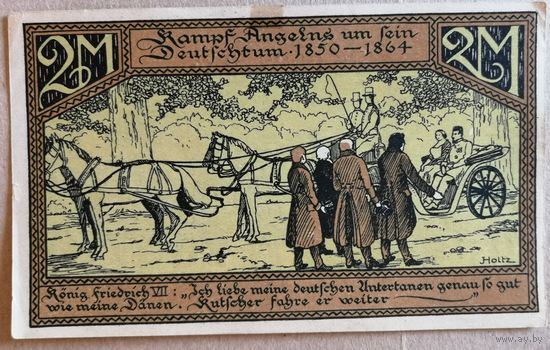 2M
Kampf Angelns um sein
Deutschtum · 1850—1864
2M
Holtz
König Friedrich VII: „Ich liebe meine deutschen Untertanen genau so gut
wie meine Dänen. Kutscher fahre er weiter
www.ay.by